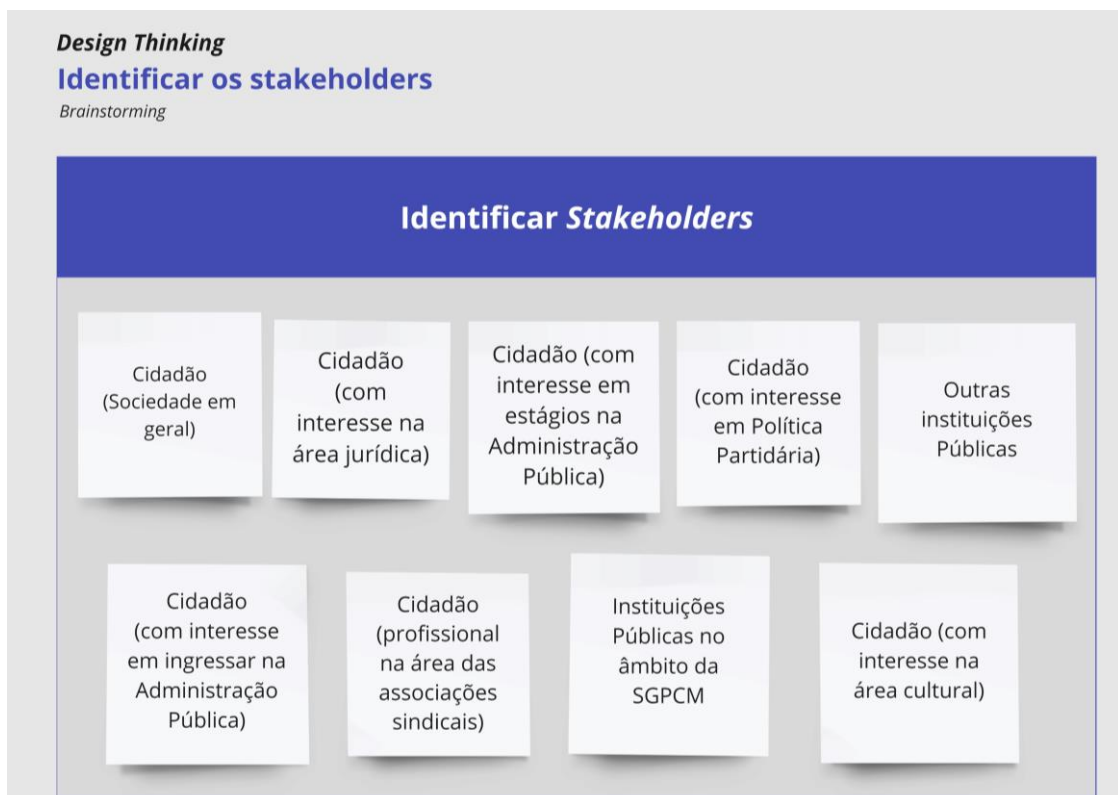 Design Thinking
Identificar os stakeholders
Brainstorming
Identificar Stakeholders
Cidadão
(Sociedade em
geral)
Cidadão
(com
interesse na
área jurídica)
Cidadão (com
interesse em
estágios na
Administração
Pública)
Cidadão
(com interesse
em Política
Partidária)
Outras
instituições
Públicas
Cidadão
(com interesse
em ingressar na
Administração
Pública)
Cidadão
(profissional
na área das
associações
sindicais)
Instituições
Públicas no
âmbito da
SGPCM
Cidadão (com
interesse na
área cultural)